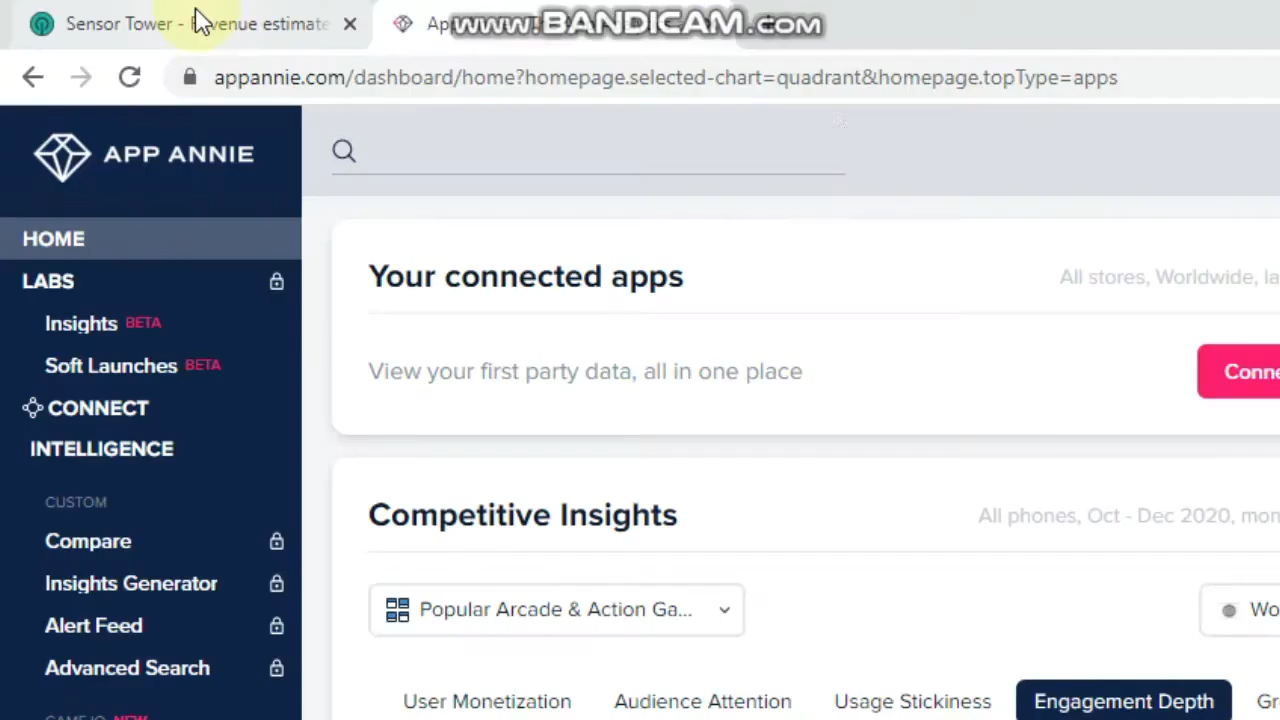 Sensor Tower - Revenue estimate
App
www.BANDICAM.com
appannie.com/dashboard/home?homepage.selected-chart=quadrant&homepage.topType=apps
APP ANNIE
HOME
LABS
Insights BETA
Soft Launches BETA
CONNECT
INTELLIGENCE
CUSTOM
Compare
Insights Generator
Alert Feed
Advanced Search
GAME IQ NEW
Your connected apps
All stores, Worldwide, la
View your first party data, all in one place
Conne
Competitive Insights
All phones, Oct - Dec 2020, mon
Popular Arcade & Action Ga...
Wo
User Monetization
Audience Attention
Usage Stickiness
Engagement Depth
Gr